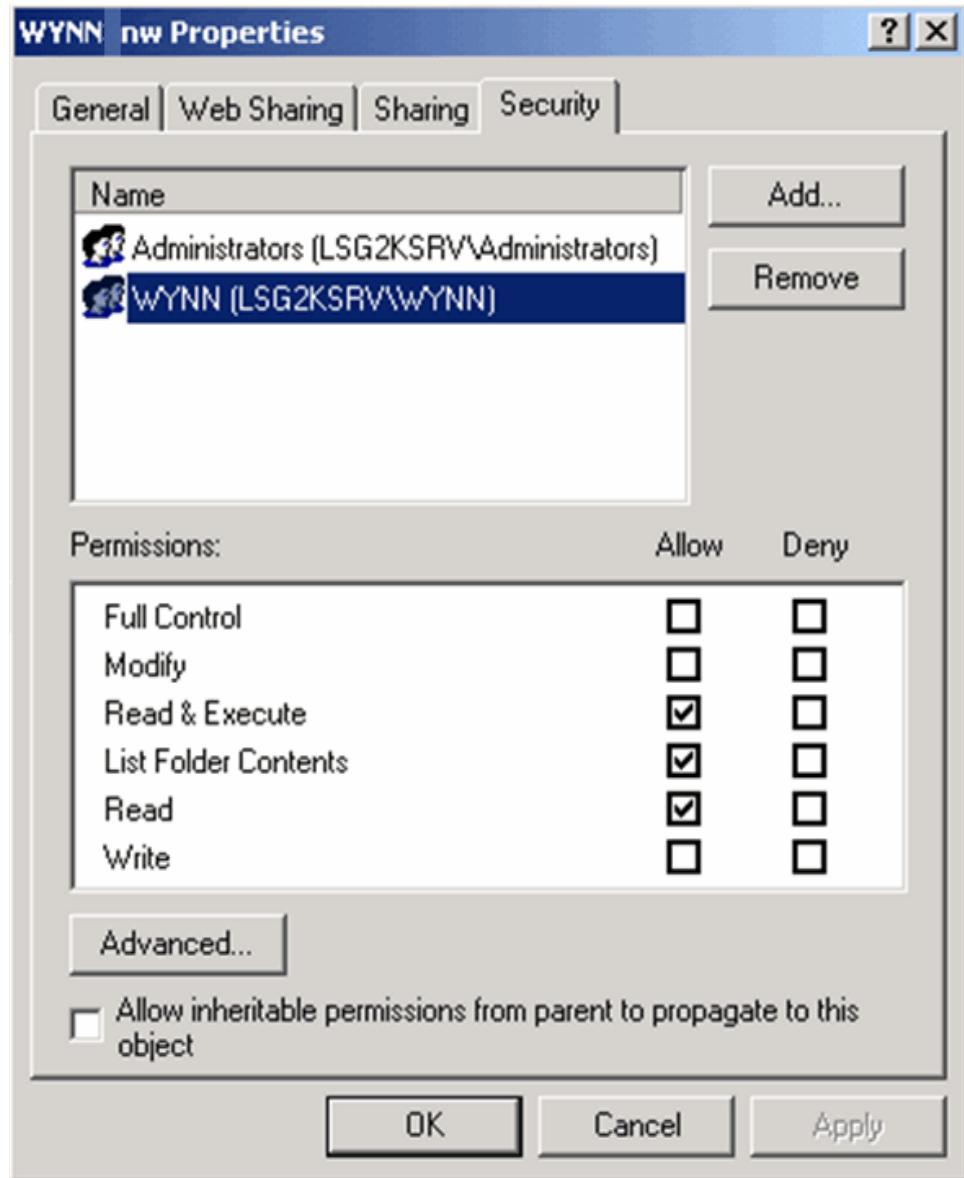 WYNN nw Properties
? X
General Web Sharing Sharing Security
Name
Add...
Administrators (LSG2KSRV\Administrators)
Remove
WYNN (LSG2KSRV\WYNN)
Permissions: Allow Deny
Full Control
Modify
Read & Execute
List Folder Contents
Read
Write
Advanced...
Allow inheritable permissions from parent to propagate to this
object
OK Cancel Apply